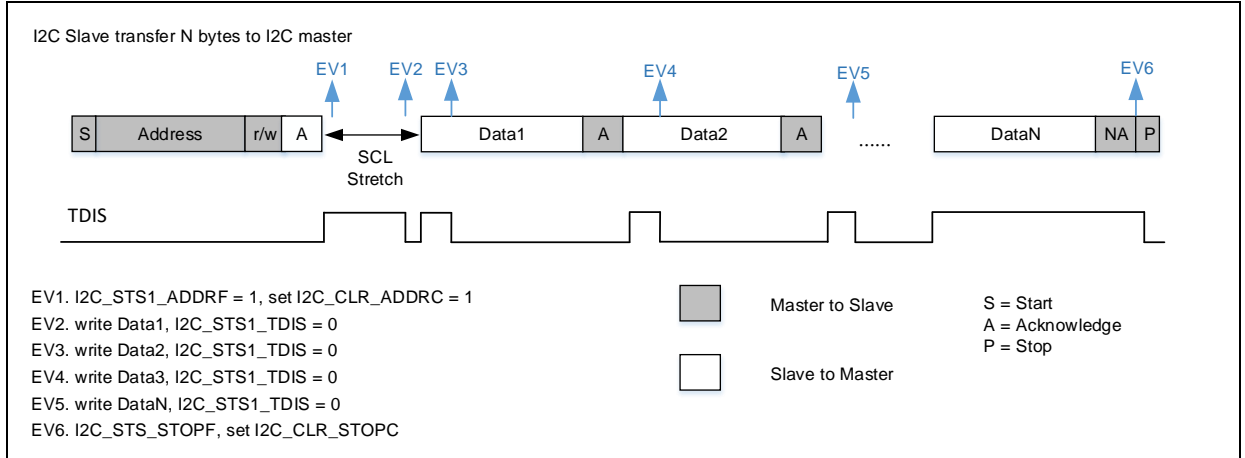 I2C Slave transfer N bytes to I2C master
EV1 EV2 EV3 EV4 EV5 EV6
S Address r/w A Data1 A Data2 A ...... DataN NA P
SCL
Stretch
TDIS
EV1. I2C_STS1_ADDRF = 1, set I2C_CLR_ADDRC = 1
EV2. write Data1, I2C_STS1_TDIS = 0
EV3. write Data2, I2C_STS1_TDIS = 0
EV4. write Data3, I2C_STS1_TDIS = 0
EV5. write DataN, I2C_STS1_TDIS = 0
EV6. I2C_STS_STOPF, set I2C_CLR_STOPC
Master to Slave
Slave to Master
S = Start
A = Acknowledge
P = Stop